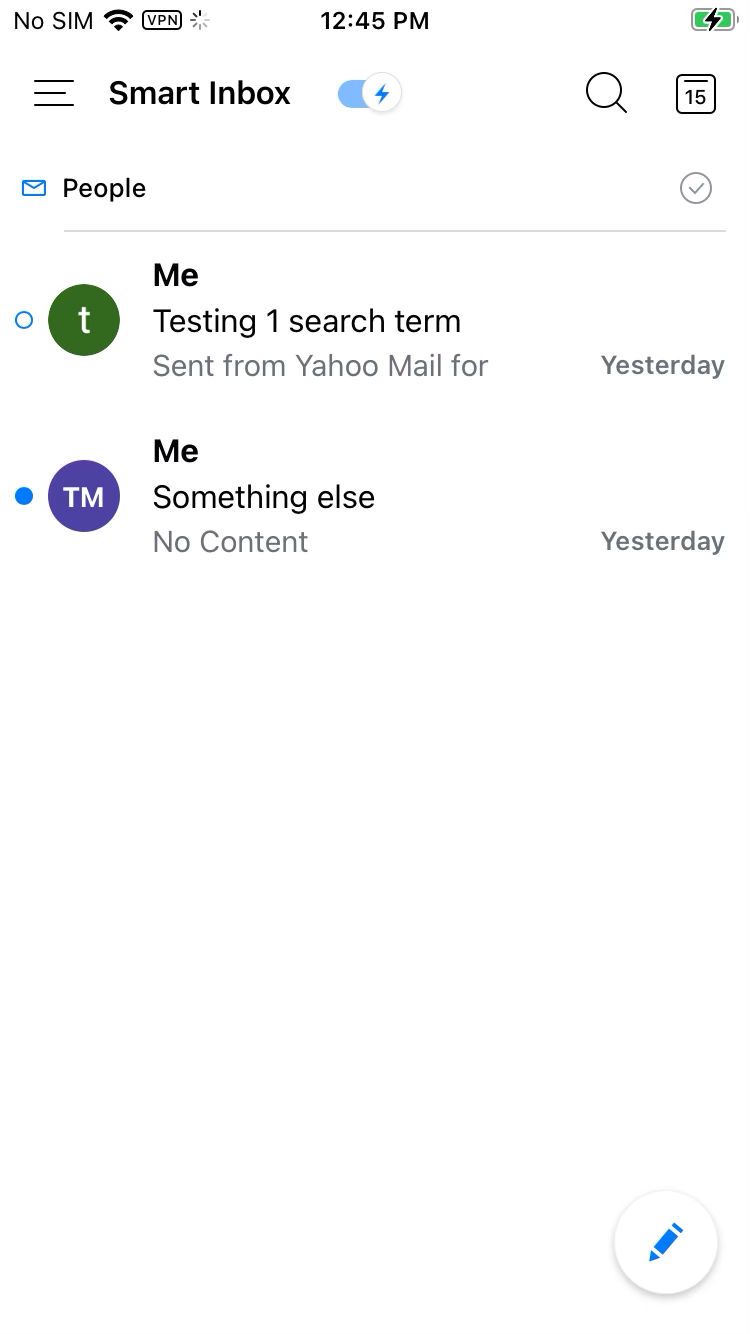 No SIM VPN 12:45 PM
Smart Inbox 15
People
Me
t Testing 1 search term
Sent from Yahoo Mail for Yesterday
Me
TM Something else
No Content Yesterday